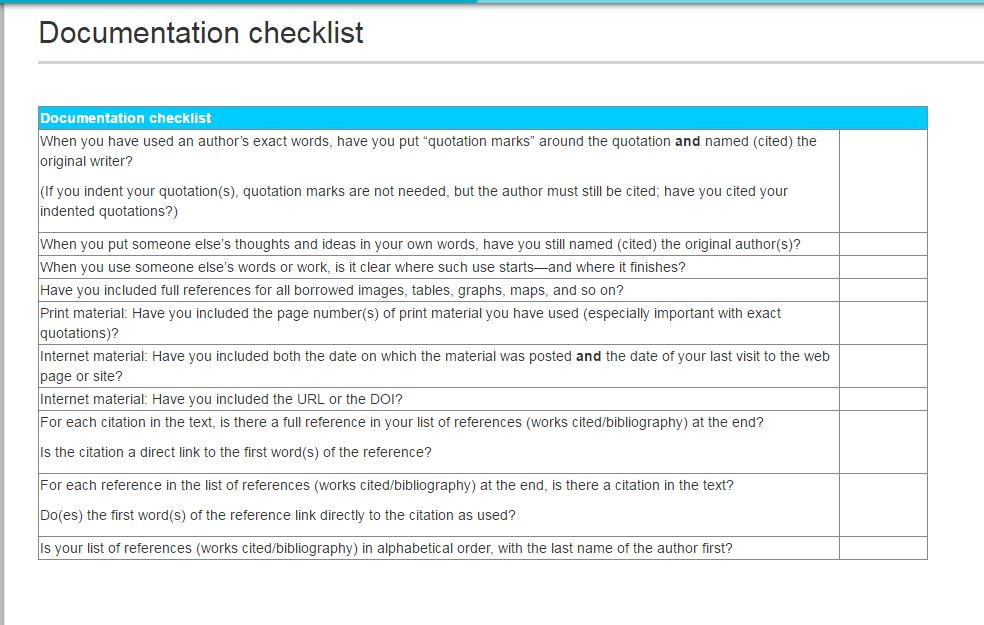 Documentation checklist
Documentation checklist
When you have used an author’s exact words, have you put “quotation marks” around the quotation and named (cited) the
original writer?
(If you indent your quotation(s), quotation marks are not needed, but the author must still be cited; have you cited your
indented quotations?)
When you put someone else’s thoughts and ideas in your own words, have you still named (cited) the original author(s)?
When you use someone else’s words or work, is it clear where such use starts—and where it finishes?
Have you included full references for all borrowed images, tables, graphs, maps, and so on?
Print material: Have you included the page number(s) of print material you have used (especially important with exact
quotations)?
Internet material: Have you included both the date on which the material was posted and the date of your last visit to the web
page or site?
Internet material: Have you included the URL or the DOI?
For each citation in the text, is there a full reference in your list of references (works cited/bibliography) at the end?
Is the citation a direct link to the first word(s) of the reference?
For each reference in the list of references (works cited/bibliography) at the end, is there a citation in the text?
Do(es) the first word(s) of the reference link directly to the citation as used?
Is your list of references (works cited/bibliography) in alphabetical order, with the last name of the author first?